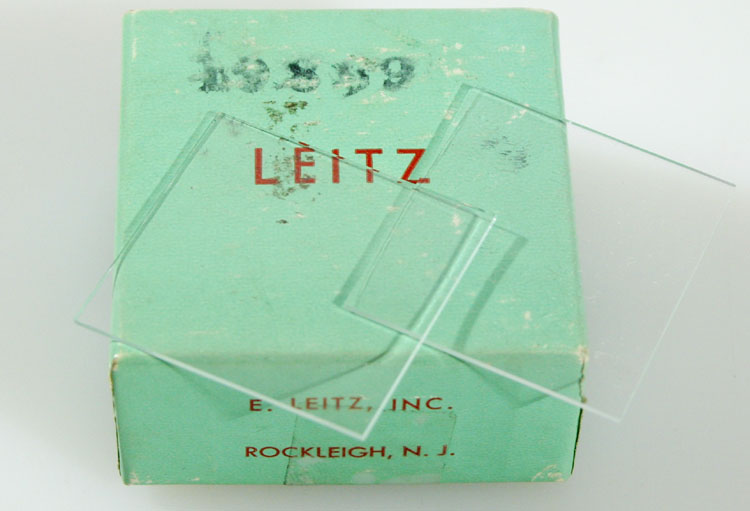 LEITZ
E. LEITZ, INC.
ROCKLEIGH, N. J.